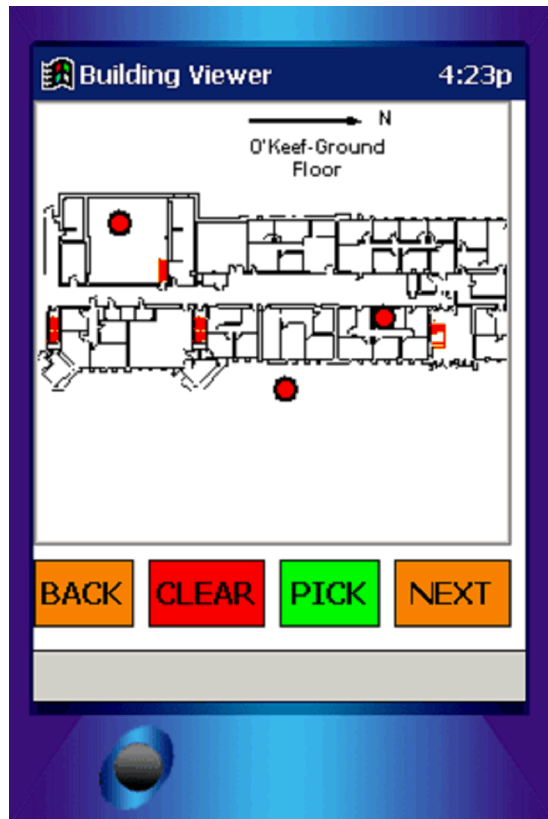 Building Viewer 4:23p
N
O'Keef-Ground
Floor
BACK CLEAR PICK NEXT